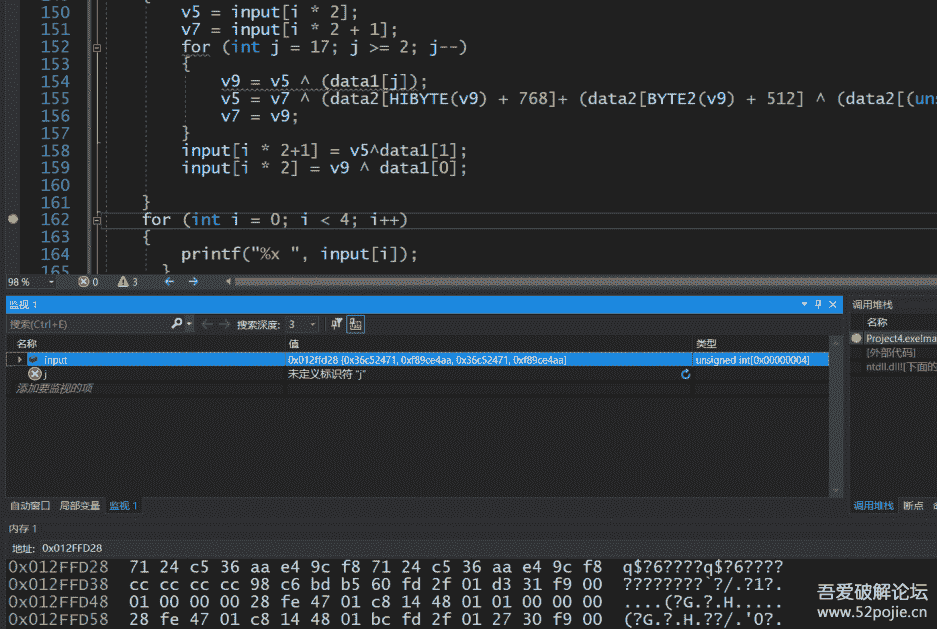 150 v5 = input[i * 2];
151 v7 = input[i * 2 + 1];
152 for (int j = 17; j >= 2; j--)
153 {
154 v9 = v5 ^ (data1[j]);
155 v5 = v7 ^ (data2[HIBYTE(v9) + 768]+ (data2[BYTE2(v9) + 512] ^ (data2[(uns
156 v7 = v9;
157 }
158 input[i * 2+1] = v5^data1[1];
159 input[i * 2] = v9 ^ data1[0];
160
161 }
162 for (int i = 0; i < 4; i++)
163 {
164 printf("%x ", input[i]);
165 }
98 % 0 3
监视 1 调用堆栈
搜索(Ctrl+E) 搜索深度: 3 名称
名称 值 类型 Project4.exe!mai
input 0x012ffd28 {0x36c52471, 0xf89ce4aa, 0x36c52471, 0xf89ce4aa} unsigned int[0x00000004] [外部代码]
j 未定义标识符 "j" ntdll.dll![下面的
添加要监视的项
自动窗口 局部变量 监视 1 调用堆栈 断点
内存 1
地址: 0x012FFD28
0x012FFD28 71 24 c5 36 aa e4 9c f8 71 24 c5 36 aa e4 9c f8 q$?6????q$?6????
0x012FFD38 cc cc cc cc 98 c6 bd b5 60 fd 2f 01 d3 31 f9 00 ????????`?/.?1?.
0x012FFD48 01 00 00 00 28 fe 47 01 c8 14 48 01 01 00 00 00 ....(?G.?.H.....
0x012FFD58 28 fe 47 01 c8 14 48 01 bc fd 2f 01 27 30 f9 00 (?G.?.H.??/.'0?.
吾爱破解论坛
www.52pojie.cn